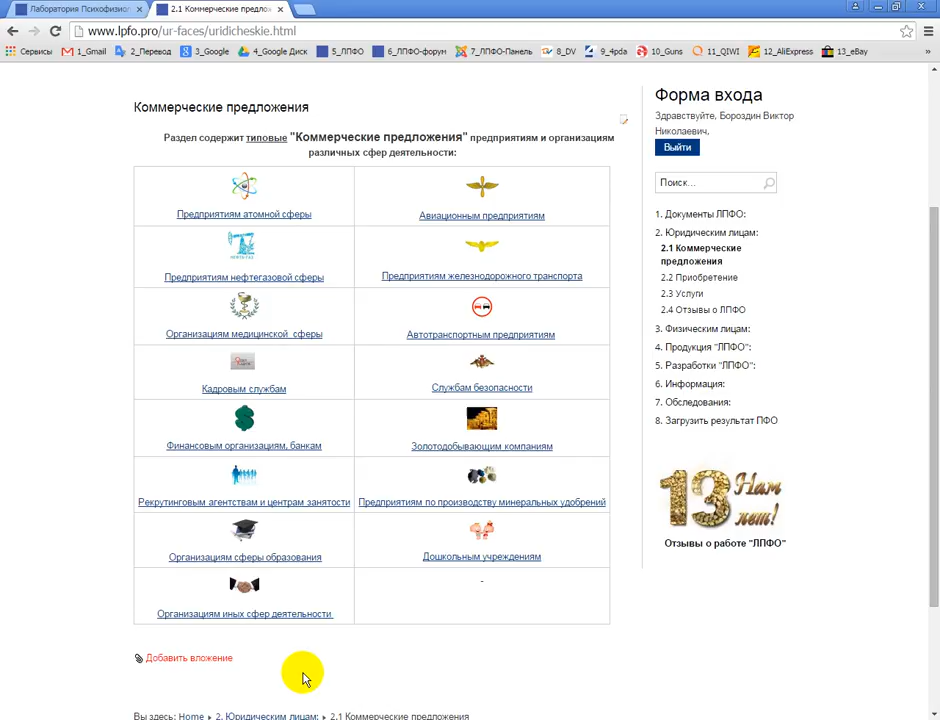 Лаборатория Психофизиол
2.1 Коммерческие предло
www.lpfo.pro/ur-faces/uridicheskie.html
Сервисы
1_Gmail
2_Перевод
3_Google
4_Google Диск
5_ЛПФО
6_ЛПФО-форум
7_ЛПФО-Панель
8_DV
9_4pda
10_Guns
11_QIWI
12_AliExpress
13_eBay
»
Коммерческие предложения
Раздел содержит типовые "Коммерческие предложения" предприятиям и организациям
различных сфер деятельности:
Предприятиям атомной сферы
Авиационным предприятиям
Предприятиям нефтегазовой сферы
Предприятиям железнодорожного транспорта
Организациям медицинской сферы
Автотранспортным предприятиям
Кадровым службам
Службам безопасности
Финансовым организациям, банкам
Золотодобывающим компаниям
Рекрутинговым агентствам и центрам занятости
Предприятиям по производству минеральных удобрений
Организациям сферы образования
Дошкольным учреждениям
Организациям иных сфер деятельности.
-
Добавить вложение
Вы здесь: Home 2. Юридическим лицам: 2.1 Коммерческие предложения
Форма входа
Здравствуйте, Бороздин Виктор
Николаевич,
Выйти
Поиск...
1. Документы ЛПФО:
2. Юридическим лицам:
2.1 Коммерческие
предложения
2.2 Приобретение
2.3 Услуги
2.4 Отзывы о ЛПФО
3. Физическим лицам:
4. Продукция "ЛПФО":
5. Разработки "ЛПФО":
6. Информация:
7. Обследования:
8. Загрузить результат ПФО
13 Нам
лет!
Отзывы о работе "ЛПФО"